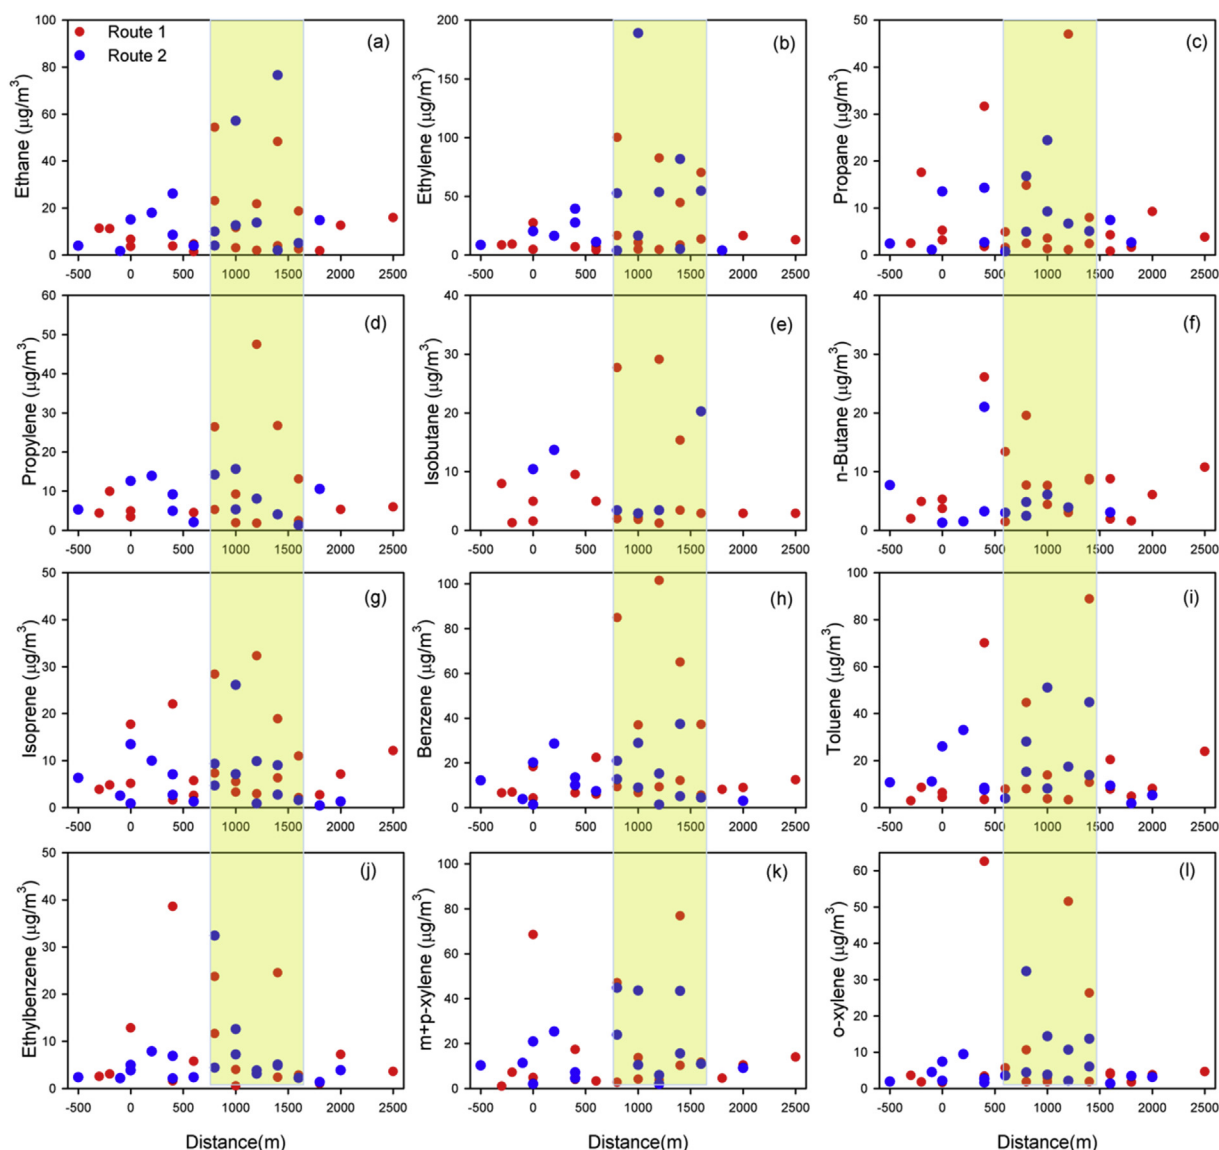 Route 1
Route 2
(a)
Ethane (µg/m³)
100
80
60
40
20
0
-500 0 500 1000 1500 2000 2500
(b)
Ethylene (µg/m³)
200
150
100
50
0
-500 0 500 1000 1500 2000 2500
(c)
Propane (µg/m³)
50
40
30
20
10
0
-500 0 500 1000 1500 2000 2500
(d)
Propylene (µg/m³)
60
50
40
30
20
10
0
-500 0 500 1000 1500 2000 2500
(e)
Isobutane (µg/m³)
40
30
20
10
0
-500 0 500 1000 1500 2000 2500
(f)
n-Butane (µg/m³)
40
30
20
10
0
-500 0 500 1000 1500 2000 2500
(g)
Isoprene (µg/m³)
50
40
30
20
10
0
-500 0 500 1000 1500 2000 2500
(h)
Benzene (µg/m³)
100
80
60
40
20
0
-500 0 500 1000 1500 2000 2500
(i)
Toluene (µg/m³)
100
80
60
40
20
0
-500 0 500 1000 1500 2000 2500
(j)
Ethylbenzene (µg/m³)
50
40
30
20
10
0
-500 0 500 1000 1500 2000 2500
Distance(m)
(k)
m+p-xylene (µg/m³)
100
80
60
40
20
0
-500 0 500 1000 1500 2000 2500
Distance(m)
(l)
o-xylene (µg/m³)
60
50
40
30
20
10
0
-500 0 500 1000 1500 2000 2500
Distance(m)